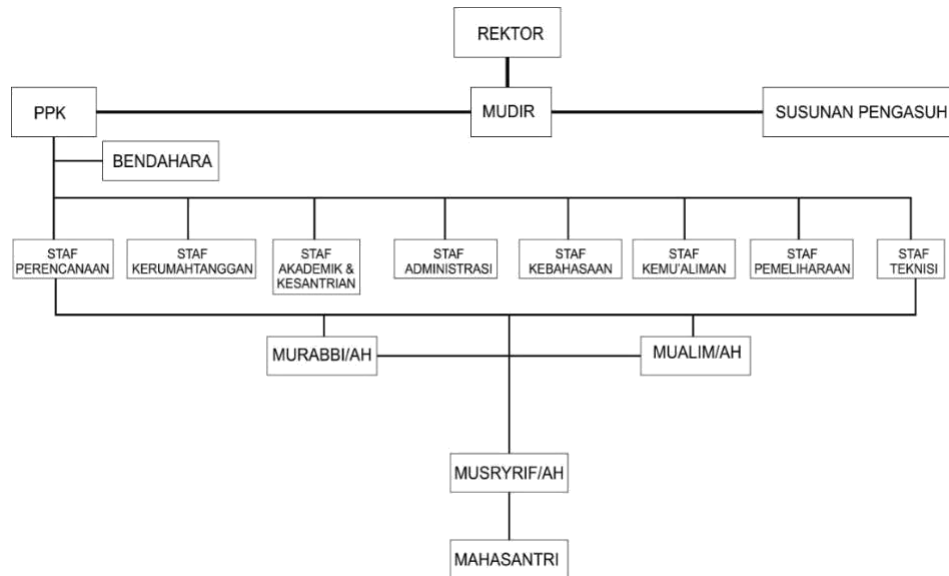 REKTOR
PPK
MUDIR
SUSUNAN PENGASUH
BENDAHARA
STAF
PERENCANAAN
STAF
KERUMAHTANGGAN
STAF
AKADEMIK &
KESANTRIAN
STAF
ADMINISTRASI
STAF
KEBAHASAAN
STAF
KEMU'ALIMAN
STAF
PEMELIHARAAN
STAF
TEKNISI
MURABBI/AH
MUALIM/AH
MUSRYRIF/AH
MAHASANTRI